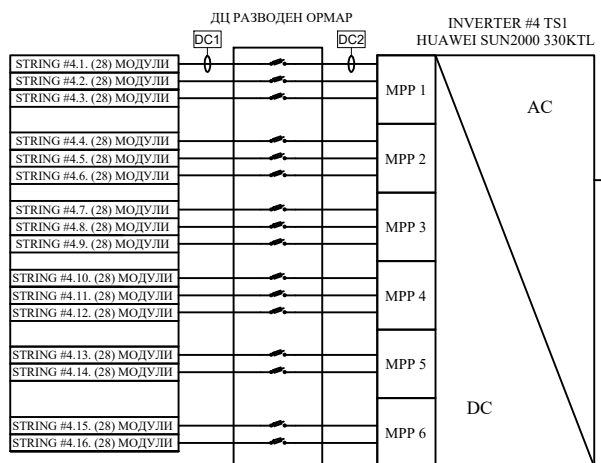 ДЦ РАЗВОДЕН ОРМАР
INVERTER #4 TS1
HUAWEI SUN2000 330KTL
DC1
DC2
STRING #4.1. (28) МОДУЛИ
STRING #4.2. (28) МОДУЛИ
STRING #4.3. (28) МОДУЛИ
MPP 1
AC
STRING #4.4. (28) МОДУЛИ
STRING #4.5. (28) МОДУЛИ
STRING #4.6. (28) МОДУЛИ
MPP 2
STRING #4.7. (28) МОДУЛИ
STRING #4.8. (28) МОДУЛИ
STRING #4.9. (28) МОДУЛИ
MPP 3
STRING #4.10. (28) МОДУЛИ
STRING #4.11. (28) МОДУЛИ
STRING #4.12. (28) МОДУЛИ
MPP 4
STRING #4.13. (28) МОДУЛИ
STRING #4.14. (28) МОДУЛИ
MPP 5
DC
STRING #4.15. (28) МОДУЛИ
STRING #4.16. (28) МОДУЛИ
MPP 6